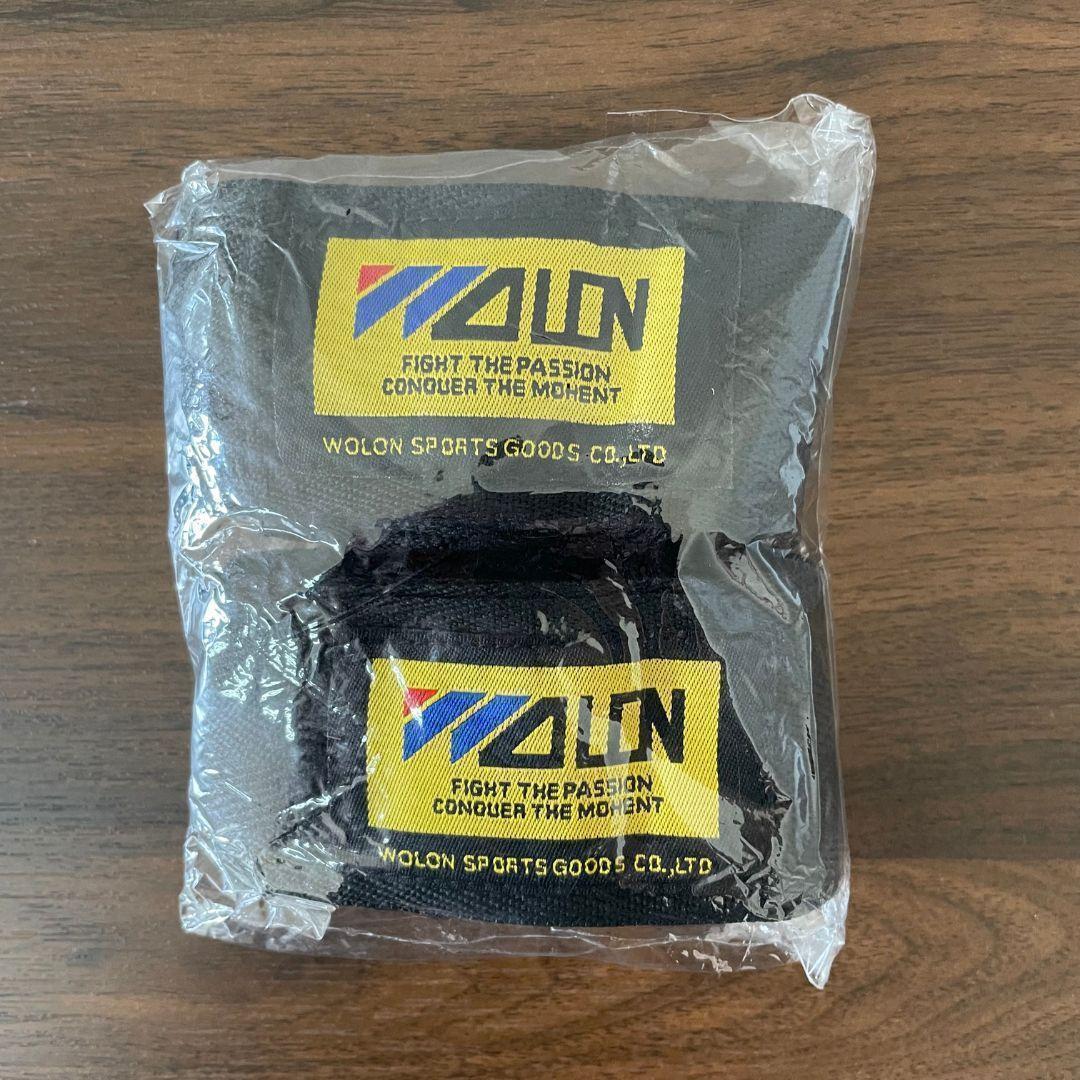 WOLON
FIGHT THE PASSION
CONQUER THE MOHENT
WOLON SPORTS GOODS CO.,LTD
WOLON
FIGHT THE PASSION
CONQUER THE MOHENT
WOLON SPORTS GOODS CO.,LTD